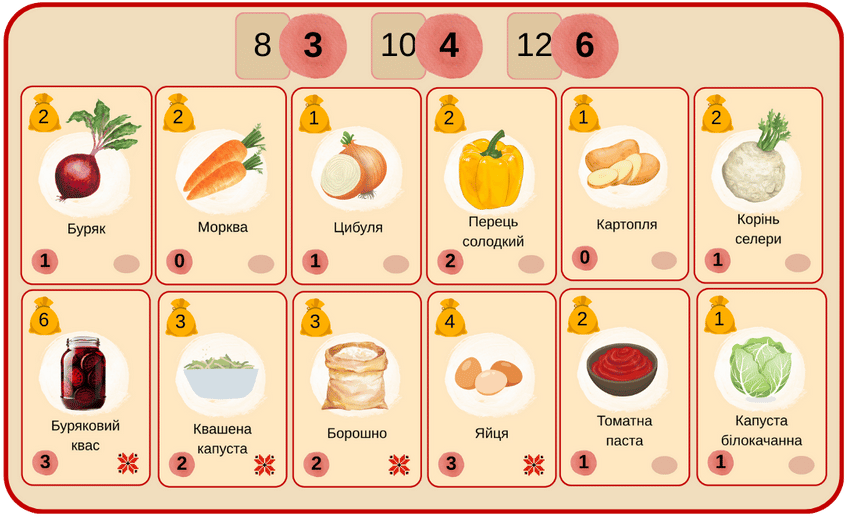 8 3 10 4 12 6
2
Буряк
1
2
Морква
0
1
Цибуля
1
2
Перець
солодкий
2
1
Картопля
0
2
Корінь
селери
1
6
Буряковий
квас
3
3
Квашена
капуста
2
3
Борошно
2
4
Яйця
3
2
Томатна
паста
1
1
Капуста
білокачанна
1